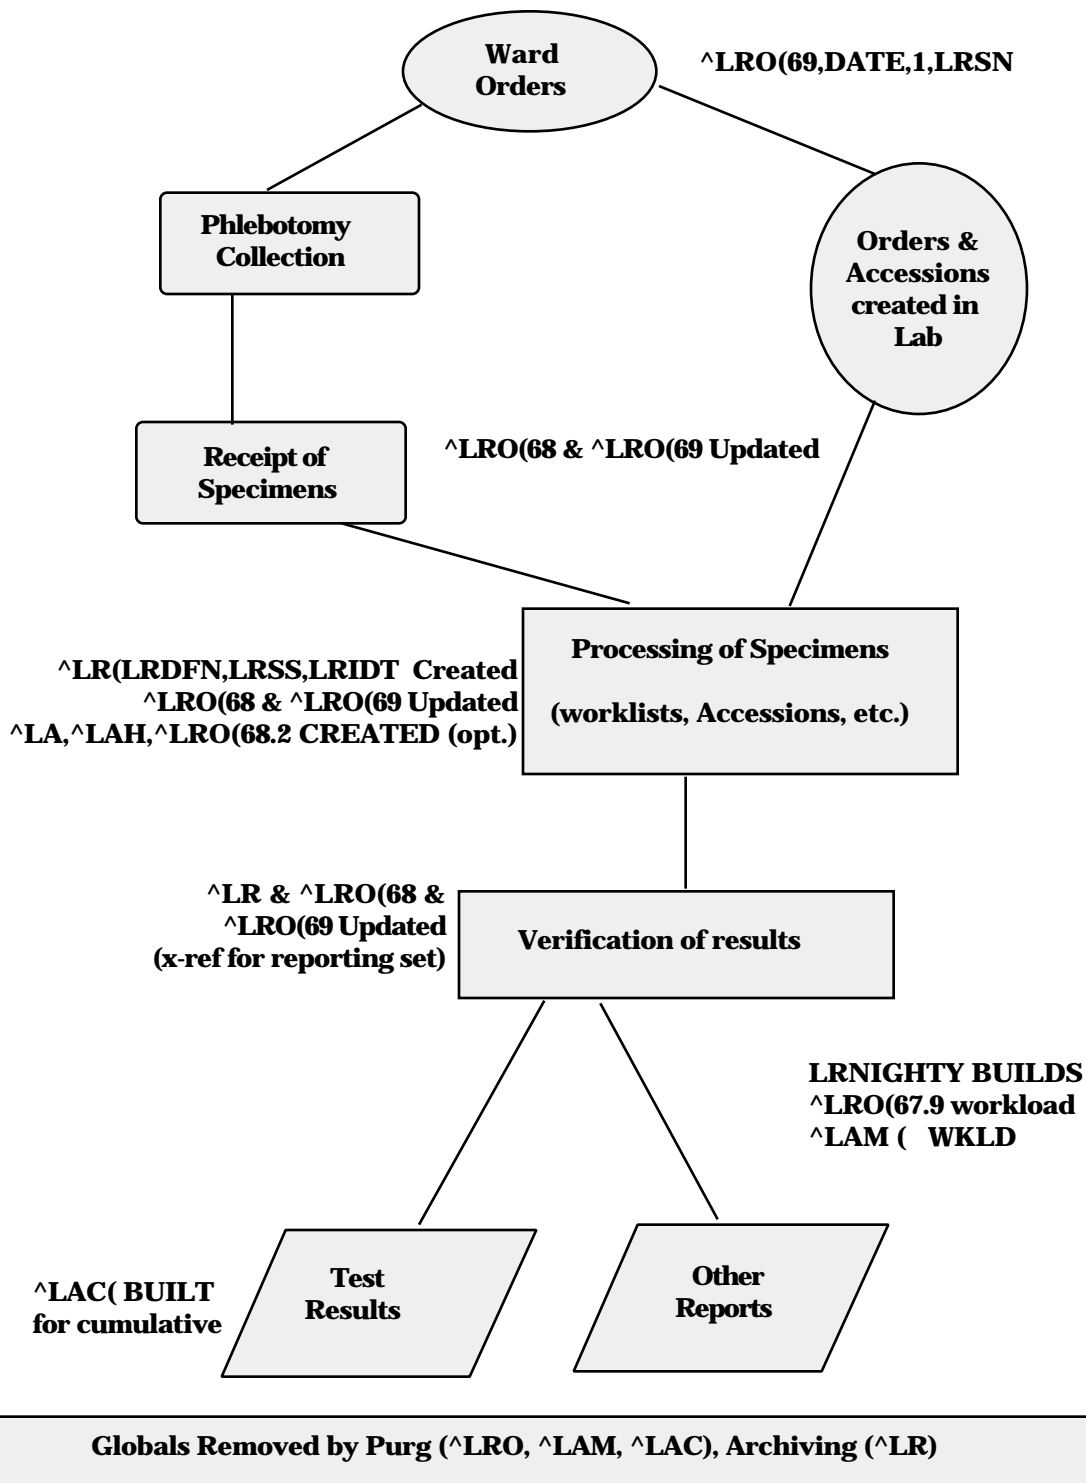 Ward
Orders
^LRO(69,DATE,1,LRSN
Phlebotomy
Collection
Orders &
Accessions
created in
Lab
Receipt of
Specimens
^LRO(68 & ^LRO(69 Updated
Processing of Specimens
(worklists, Accessions, etc.)
^LR(LRDFN,LRSS,LRIDT  Created
^LRO(68 & ^LRO(69 Updated
^LA,^LAH,^LRO(68.2 CREATED (opt.)
^LR & ^LRO(68 &
^LRO(69 Updated
(x-ref for reporting set)
Verification of results
LRNIGHTY BUILDS
^LRO(67.9 workload
^LAM (   WKLD
^LAC( BUILT
for cumulative
Test
Results
Other
Reports
Globals Removed by Purg (^LRO, ^LAM, ^LAC), Archiving (^LR)